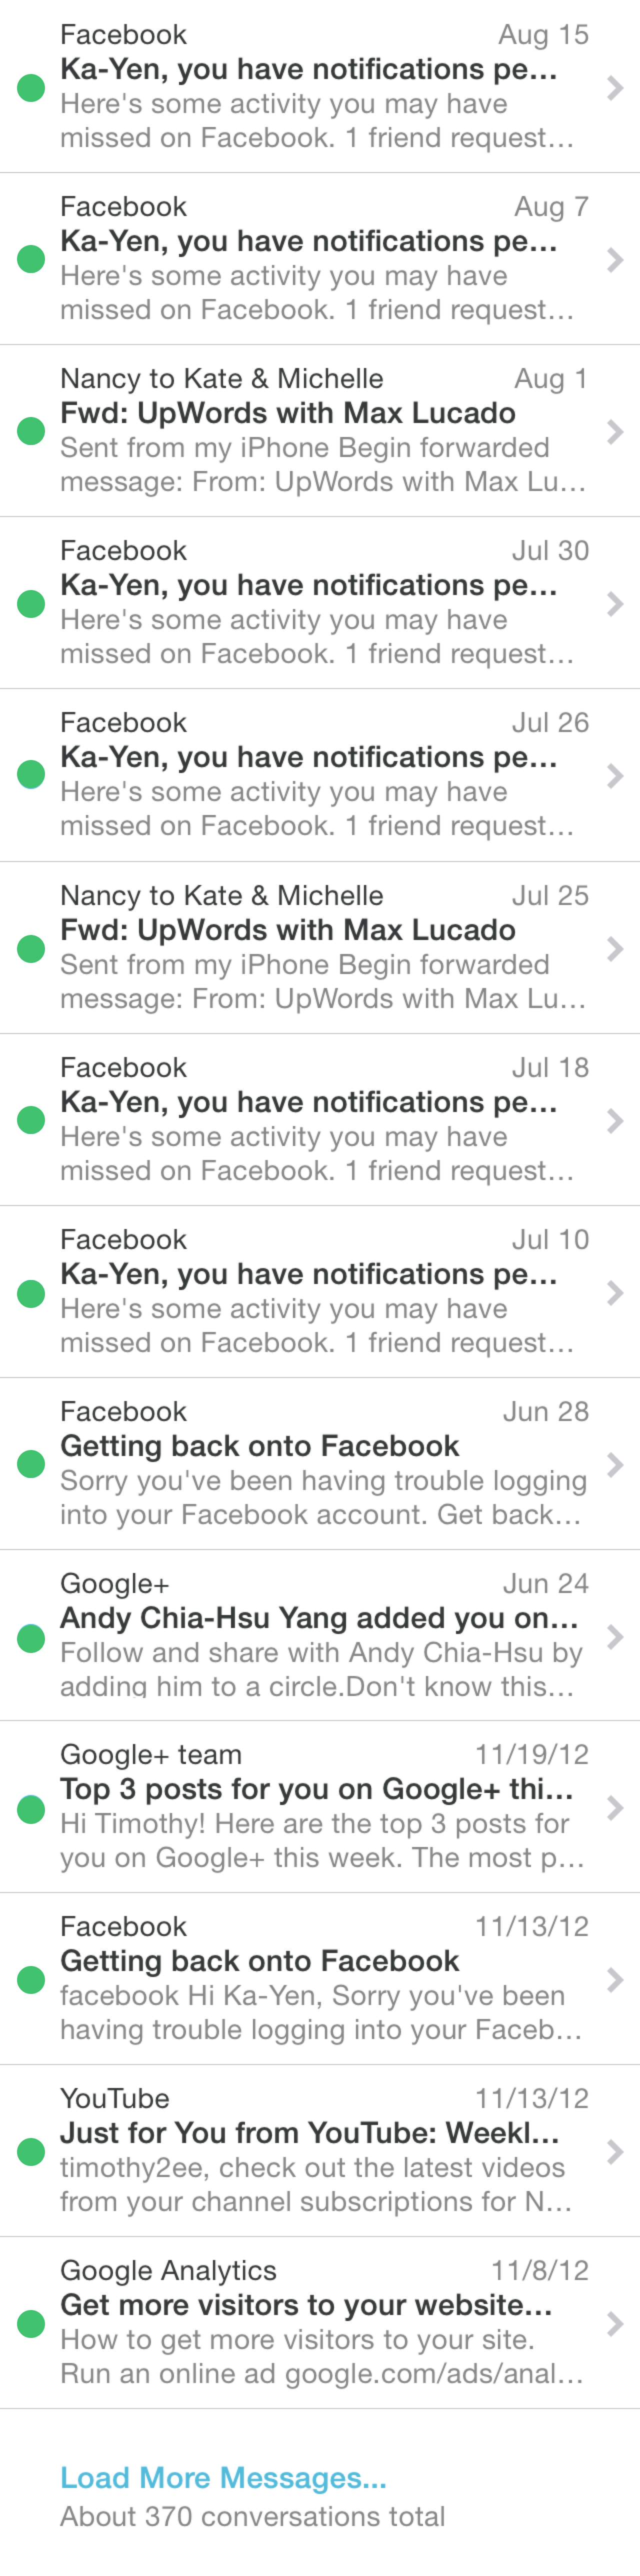 Facebook Aug 15
Ka-Yen, you have notifications pe...
Here's some activity you may have
missed on Facebook. 1 friend request...
Facebook Aug 7
Ka-Yen, you have notifications pe...
Here's some activity you may have
missed on Facebook. 1 friend request...
Nancy to Kate & Michelle Aug 1
Fwd: UpWords with Max Lucado
Sent from my iPhone Begin forwarded
message: From: UpWords with Max Lu...
Facebook Jul 30
Ka-Yen, you have notifications pe...
Here's some activity you may have
missed on Facebook. 1 friend request...
Facebook Jul 26
Ka-Yen, you have notifications pe...
Here's some activity you may have
missed on Facebook. 1 friend request...
Nancy to Kate & Michelle Jul 25
Fwd: UpWords with Max Lucado
Sent from my iPhone Begin forwarded
message: From: UpWords with Max Lu...
Facebook Jul 18
Ka-Yen, you have notifications pe...
Here's some activity you may have
missed on Facebook. 1 friend request...
Facebook Jul 10
Ka-Yen, you have notifications pe...
Here's some activity you may have
missed on Facebook. 1 friend request...
Facebook Jun 28
Getting back onto Facebook
Sorry you've been having trouble logging
into your Facebook account. Get back...
Google+ Jun 24
Andy Chia-Hsu Yang added you on...
Follow and share with Andy Chia-Hsu by
adding him to a circle.Don't know this...
Google+ team 11/19/12
Top 3 posts for you on Google+ thi...
Hi Timothy! Here are the top 3 posts for
you on Google+ this week. The most p...
Facebook 11/13/12
Getting back onto Facebook
facebook Hi Ka-Yen, Sorry you've been
having trouble logging into your Faceb...
YouTube 11/13/12
Just for You from YouTube: Weekl...
timothy2ee, check out the latest videos
from your channel subscriptions for N...
Google Analytics 11/8/12
Get more visitors to your website...
How to get more visitors to your site.
Run an online ad google.com/ads/anal...
Load More Messages...
About 370 conversations total